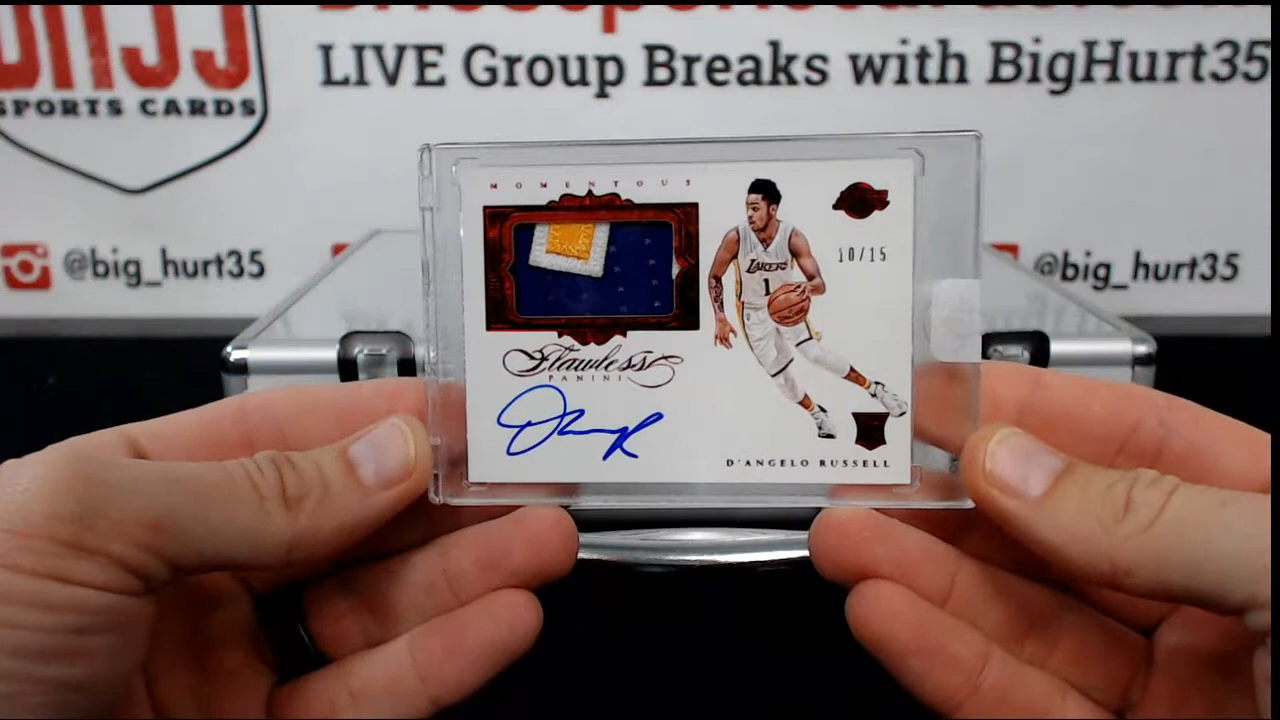 SPORTS CARDS
LIVE Group Breaks with BigHurt35
@big_hurt35
@big_hurt35
MOMENTOUS
10/15
LAKERS
1
Flawless
PANINI
D'ANGELO RUSSELL